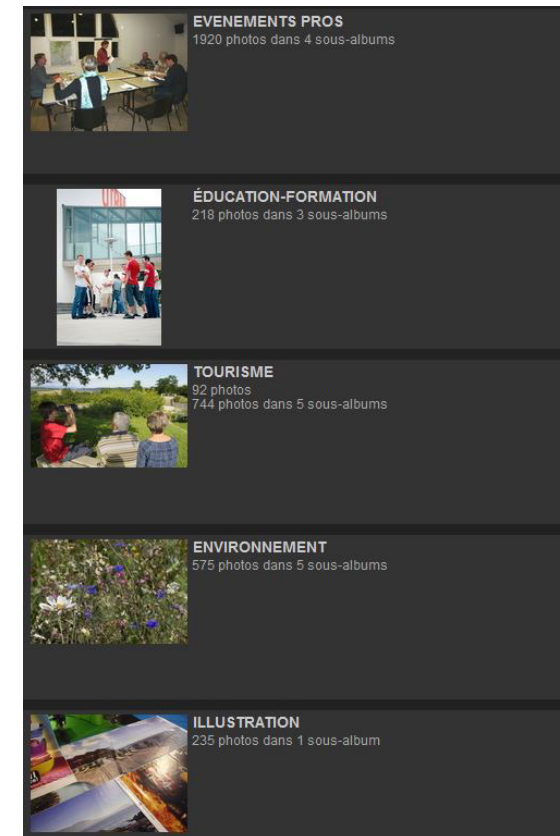 EVENEMENTS PROS
1920 photos dans 4 sous-albums
ÉDUCATION-FORMATION
218 photos dans 3 sous-albums
TOURISME
92 photos
744 photos dans 5 sous-albums
ENVIRONNEMENT
575 photos dans 5 sous-albums
ILLUSTRATION
235 photos dans 1 sous-album